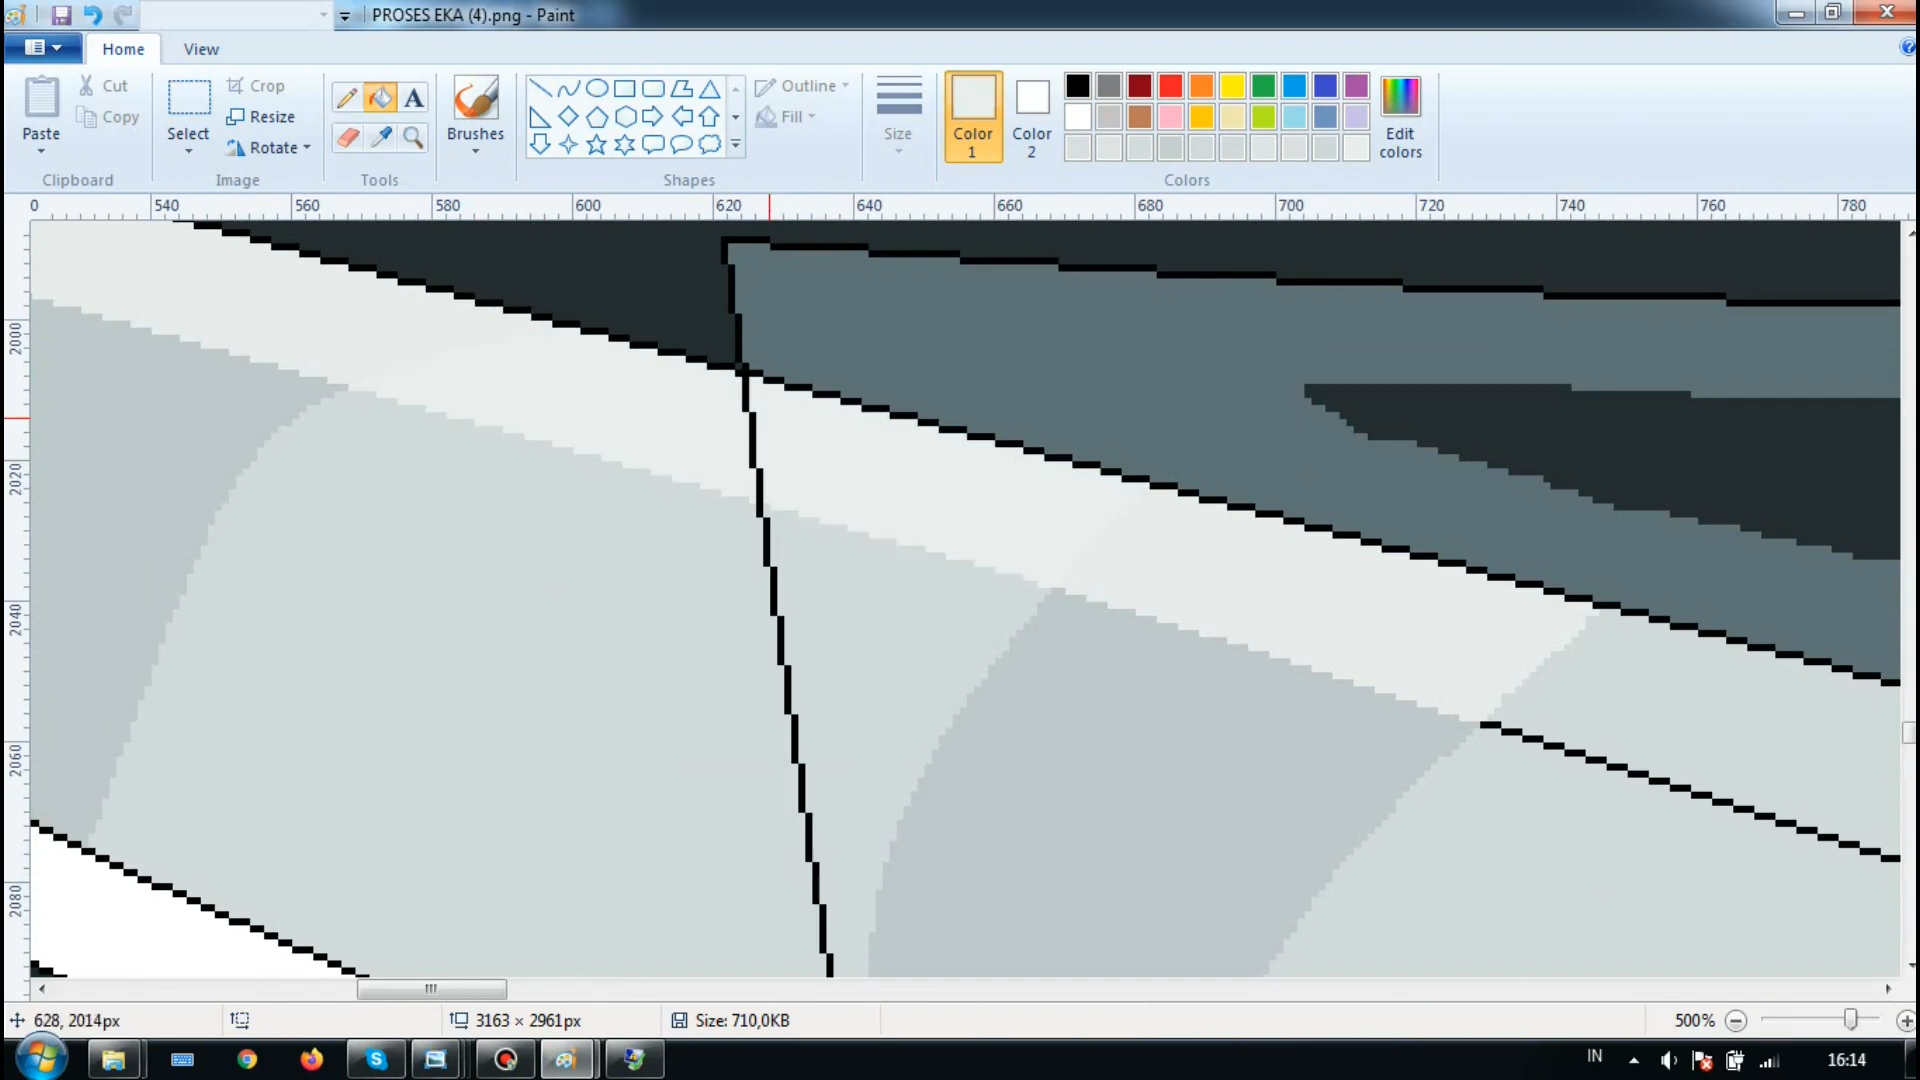 PROSES EKA (4).png - Paint
Home View
Paste Cut Copy
Clipboard
Select Crop Resize Rotate
Image
A
Tools
Brushes
Shapes
Outline
Fill
Size
Color 1
Color 2
Edit colors
Colors
0 540 560 580 600 620 640 660 680 700 720 740 760 780
2000
2020
2040
2060
2080
628, 2014px 3163 × 2961px Size: 710,0KB 500%
IN 16:14